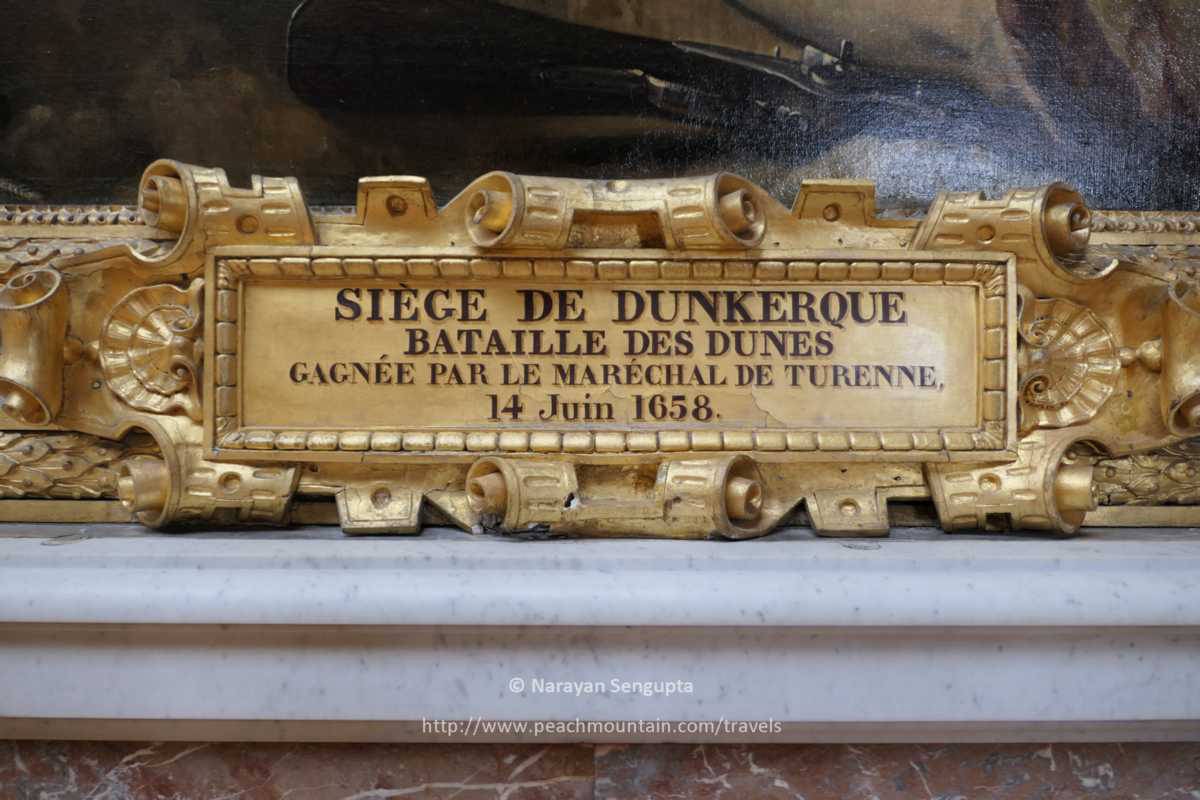 SIÈGE DE DUNKERQUE
BATAILLE DES DUNES
GAGNÉE PAR LE MARÉCHAL DE TURENNE,
14 Juin 1658.
© Narayan Sengupta
http://www.peachmountain.com/travels